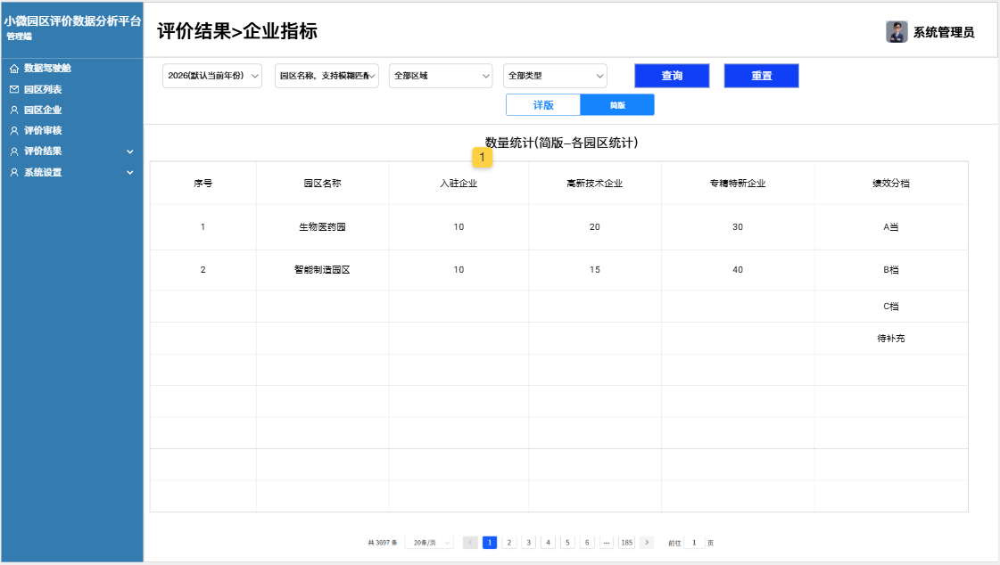 小微园区评价数据分析平台
管理端
评价结果>企业指标
系统管理员
数据驾驶舱
园区列表
园区企业
评价审核
评价结果
系统设置
2026(默认当前年份)
园区名称，支持模糊匹配
全部区域
全部类型
查询
重置
详版
简版
数量统计(简版–各园区统计)
1
序号 园区名称 入驻企业 高新技术企业 专精特新企业 绩效分档
1 生物医药园 10 20 30 A当
2 智能制造园区 10 15 40 B档
C档
待补充
共 3697 条 20条/页 1 2 3 4 5 6 ··· 185 前往 1 页